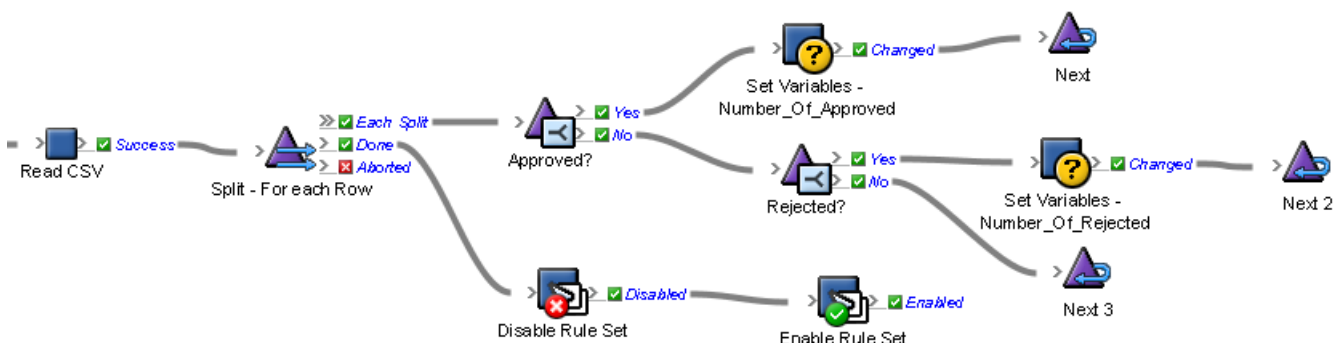 Changed
Next
Set Variables -
Number_Of_Approved
Each Split
Yes
Success
Done
No
Read CSV
Aborted
Approved?
Split - For each Row
Yes
Changed
No
Rejected?
Set Variables -
Number_Of_Rejected
Next 2
Disabled
Enabled
Next 3
Disable Rule Set
Enable Rule Set